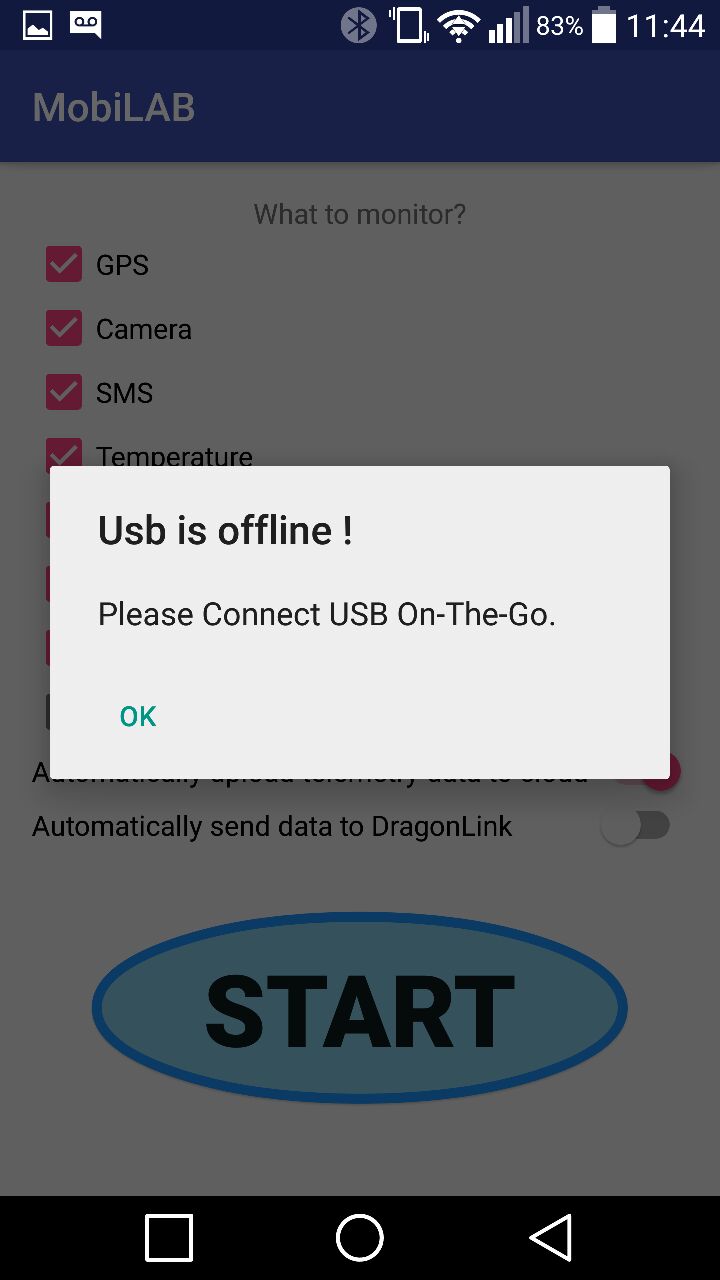 83% 11:44
MobiLAB
What to monitor?
GPS
Camera
SMS
Temperature
Usb is offline !
Please Connect USB On-The-Go.
OK
Automatically upload telemetry data to cloud
Automatically send data to DragonLink
START